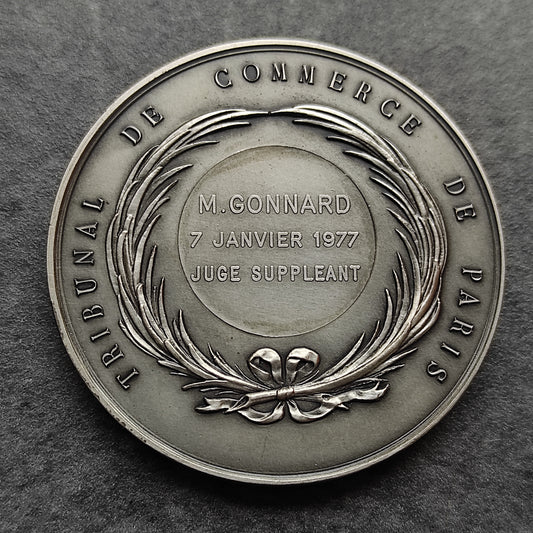 TRIBUNAL DE COMMERCE DE PARIS
M. GONNARD
7 JANVIER 1977
JUGE SUPPLEANT